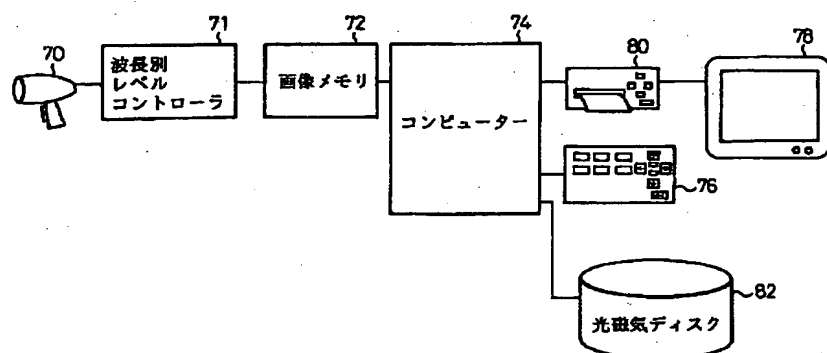 70
71
波長別
レベル
コントローラ
72
画像メモリ
74
コンピューター
80
78
76
82
光磁気ディスク